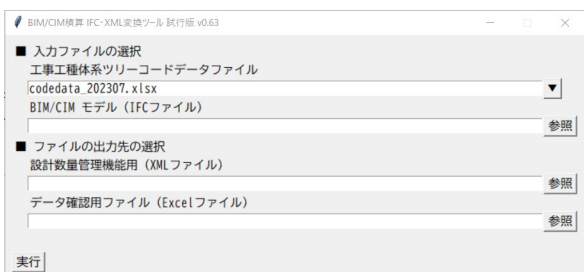 BIM/CIM積算 IFC・XML変換ツール 試行版 v0.63
■ 入力ファイルの選択
工事工種体系ツリーコードデータファイル
codedata_202307.xlsx
▼
BIM/CIM モデル（IFCファイル）
参照
■ ファイルの出力先の選択
設計数量管理機能用（XMLファイル）
参照
データ確認用ファイル（Excelファイル）
参照
実行